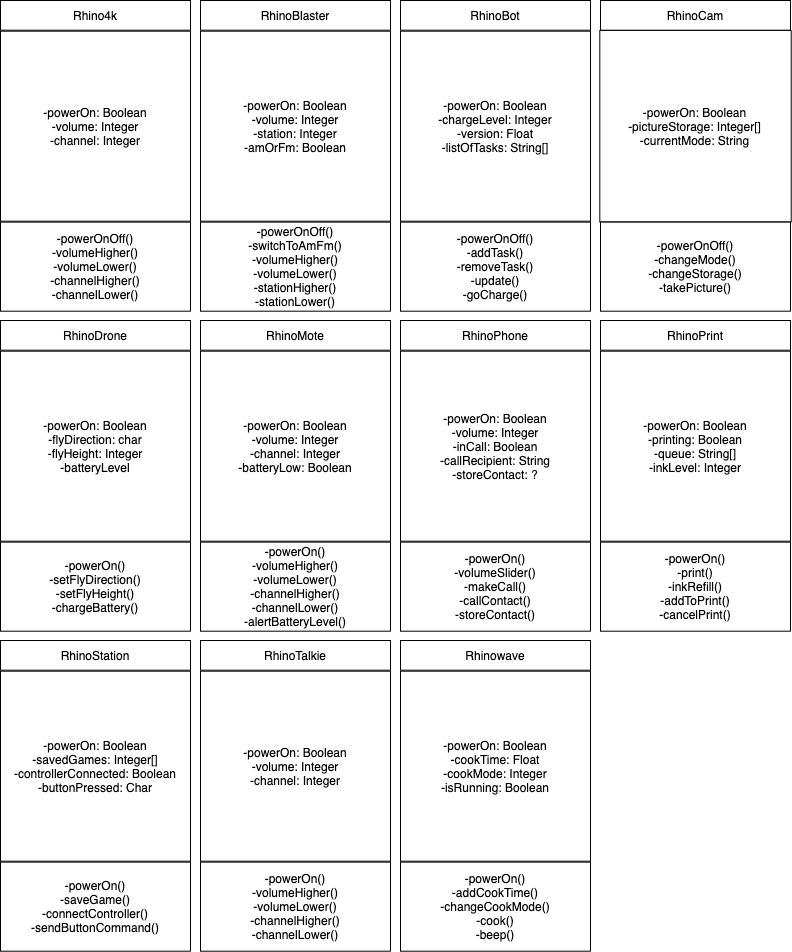 Rhino4k
-powerOn: Boolean
-volume: Integer
-channel: Integer
-powerOnOff()
-volumeHigher()
-volumeLower()
-channelHigher()
-channelLower()
RhinoBlaster
-powerOn: Boolean
-volume: Integer
-station: Integer
-amOrFm: Boolean
-powerOnOff()
-switchToAmFm()
-volumeHigher()
-volumeLower()
-stationHigher()
-stationLower()
RhinoBot
-powerOn: Boolean
-chargeLevel: Integer
-version: Float
-listOfTasks: String[]
-powerOnOff()
-addTask()
-removeTask()
-update()
-goCharge()
RhinoCam
-powerOn: Boolean
-pictureStorage: Integer[]
-currentMode: String
-powerOnOff()
-changeMode()
-changeStorage()
-takePicture()
RhinoDrone
-powerOn: Boolean
-flyDirection: char
-flyHeight: Integer
-batteryLevel
-powerOn()
-setFlyDirection()
-setFlyHeight()
-chargeBattery()
RhinoMote
-powerOn: Boolean
-volume: Integer
-channel: Integer
-batteryLow: Boolean
-powerOn()
-volumeHigher()
-volumeLower()
-channelHigher()
-channelLower()
-alertBatteryLevel()
RhinoPhone
-powerOn: Boolean
-volume: Integer
-inCall: Boolean
-callRecipient: String
-storeContact: ?
-powerOn()
-volumeSlider()
-makeCall()
-callContact()
-storeContact()
RhinoPrint
-powerOn: Boolean
-printing: Boolean
-queue: String[]
-inkLevel: Integer
-powerOn()
-print()
-inkRefill()
-addToPrint()
-cancelPrint()
RhinoStation
-powerOn: Boolean
-savedGames: Integer[]
-controllerConnected: Boolean
-buttonPressed: Char
-powerOn()
-saveGame()
-connectController()
-sendButtonCommand()
RhinoTalkie
-powerOn: Boolean
-volume: Integer
-channel: Integer
-powerOn()
-volumeHigher()
-volumeLower()
-channelHigher()
-channelLower()
Rhinowave
-powerOn: Boolean
-cookTime: Float
-cookMode: Integer
-isRunning: Boolean
-powerOn()
-addCookTime()
-changeCookMode()
-cook()
-beep()